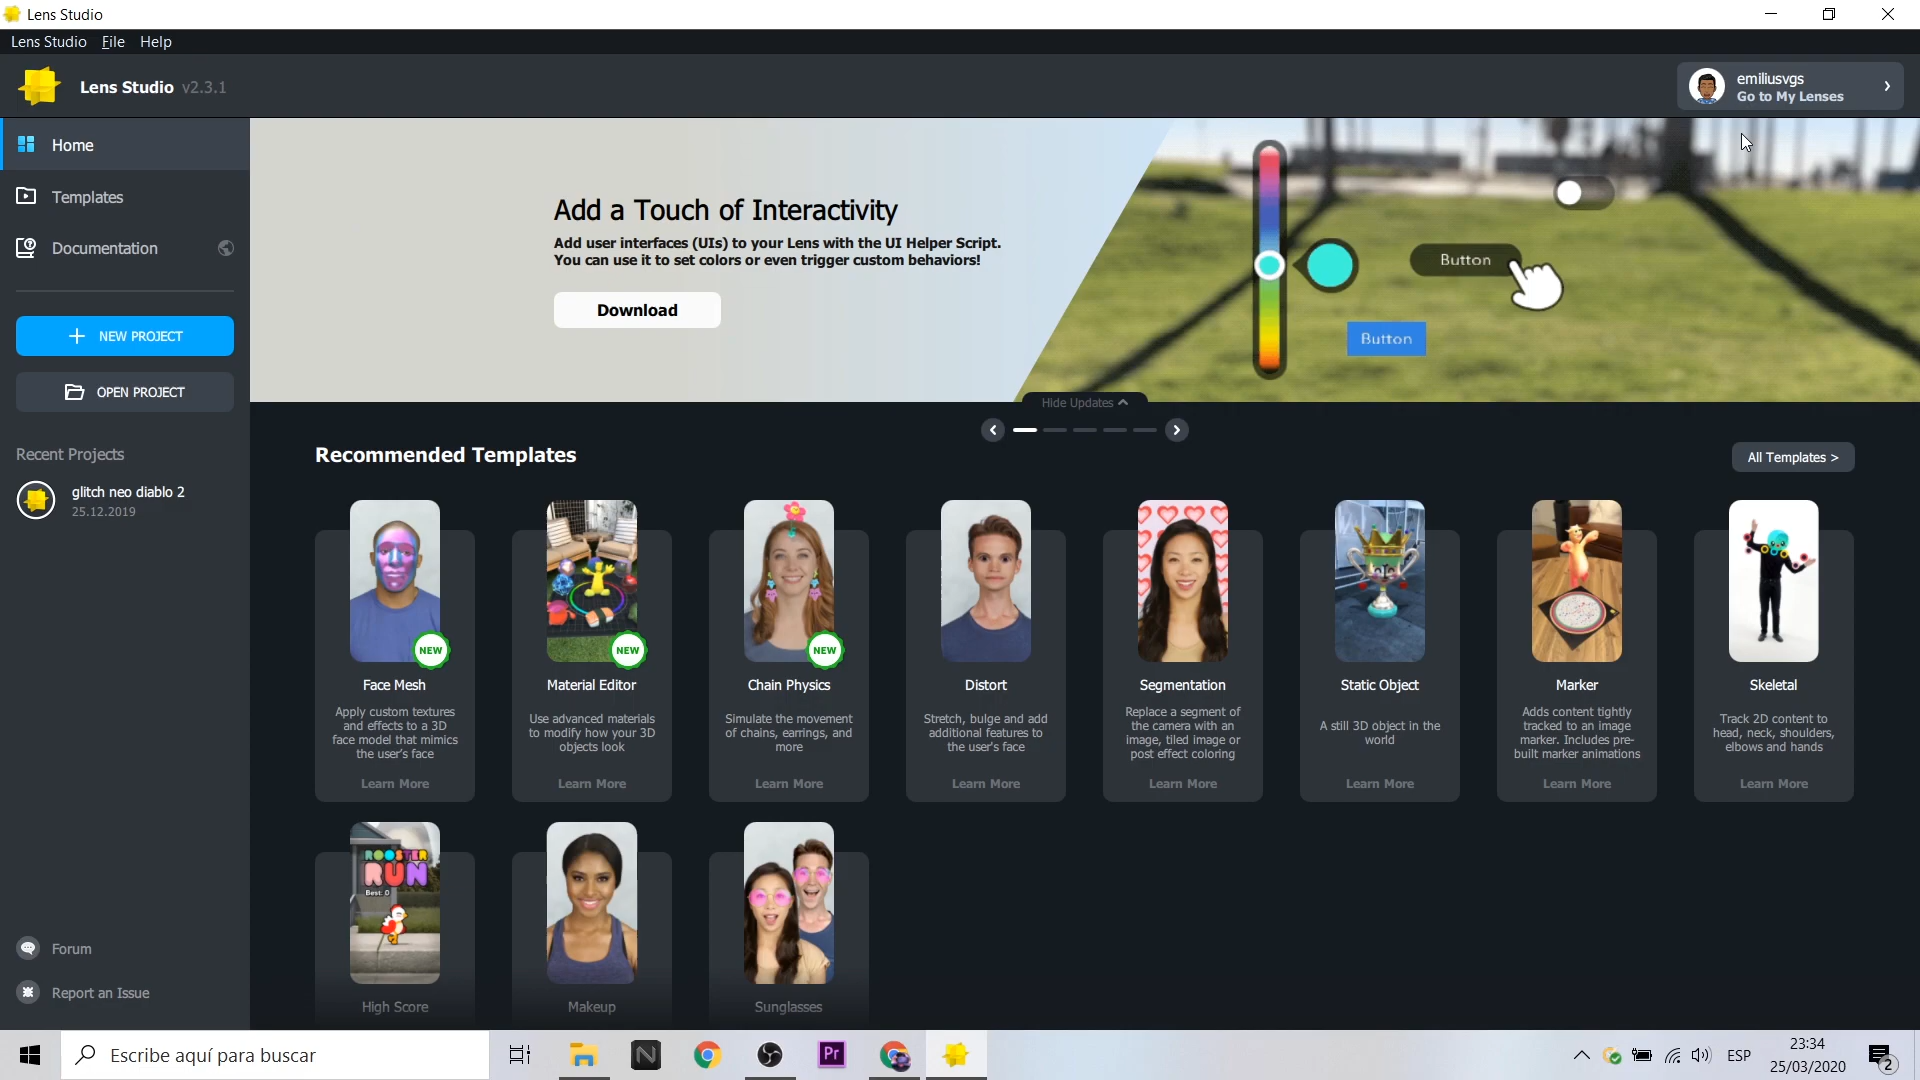 Lens Studio
Lens Studio File Help
Lens Studio v2.3.1
emiliusvgs
Go to My Lenses
Home
Templates
Documentation
NEW PROJECT
OPEN PROJECT
Recent Projects
glitch neo diablo 2
25.12.2019
Forum
Report an Issue
Add a Touch of Interactivity
Add user interfaces (UIs) to your Lens with the UI Helper Script.
You can use it to set colors or even trigger custom behaviors!
Download
Button
Button
Hide Updates
Recommended Templates
All Templates >
NEW
Face Mesh
Apply custom textures
and effects to a 3D
face model that mimics
the user's face
Learn More
NEW
Material Editor
Use advanced materials
to modify how your 3D
objects look
Learn More
NEW
Chain Physics
Simulate the movement
of chains, earrings, and
more
Learn More
Distort
Stretch, bulge and add
additional features to
the user's face
Learn More
Segmentation
Replace a segment of
the camera with an
image, tiled image or
post effect coloring
Learn More
Static Object
A still 3D object in the
world
Learn More
Marker
Adds content tightly
tracked to an image
marker. Includes pre-
built marker animations
Learn More
Skeletal
Track 2D content to
head, neck, shoulders,
elbows and hands
Learn More
ROOSTER
RUN
Best: 0
High Score
Makeup
Sunglasses
Escribe aquí para buscar
Pr
ESP
23:34
25/03/2020
2